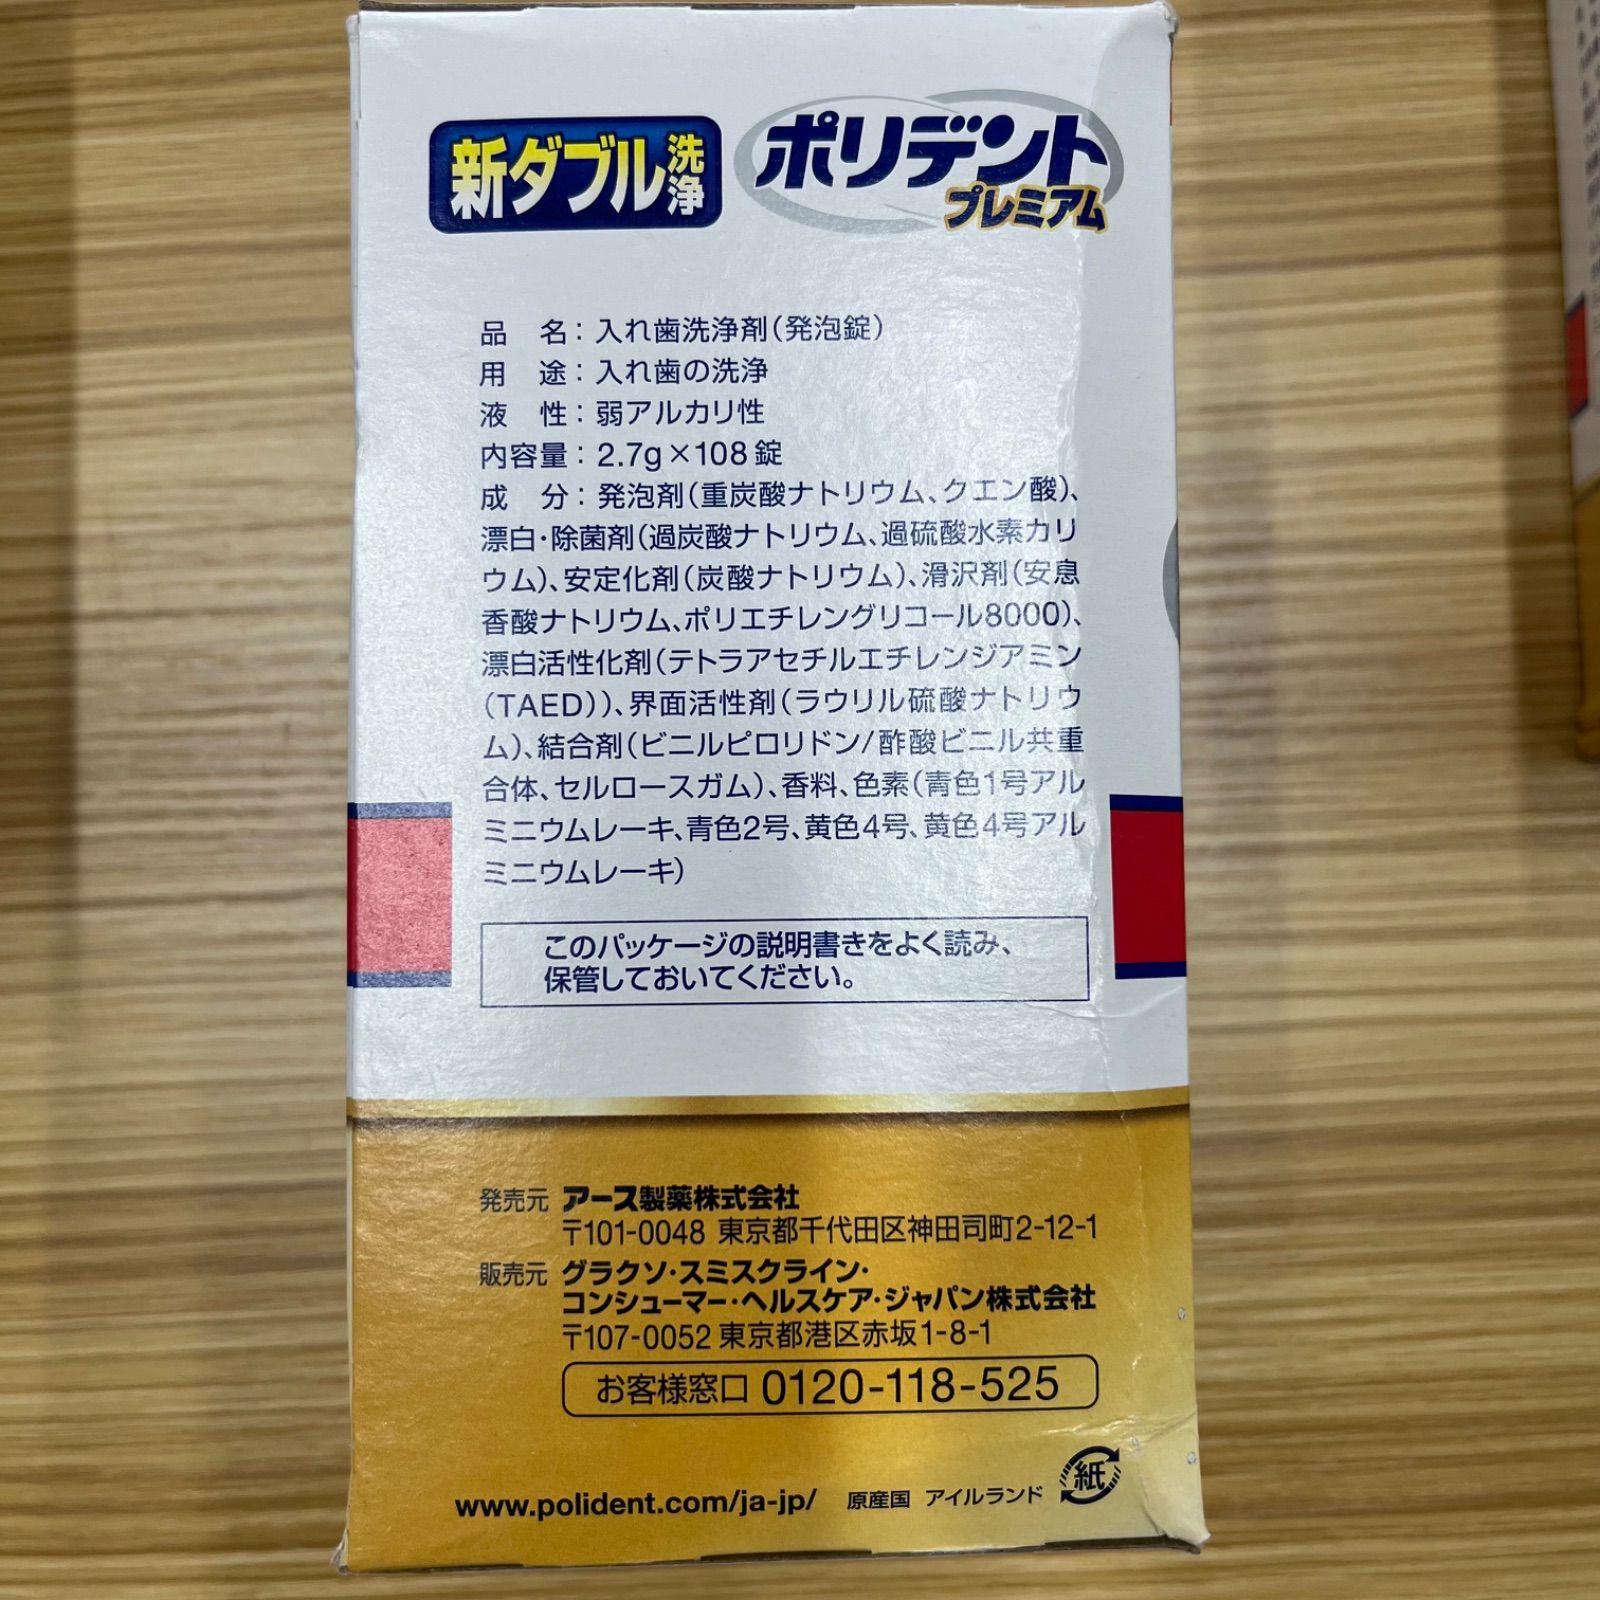 新ダブル洗浄 ポリデント
プレミアム
品 名：入れ歯洗浄剤（発泡錠）
用 途：入れ歯の洗浄
液 性：弱アルカリ性
内容量：2.7g×108錠
成 分：発泡剤（重炭酸ナトリウム、クエン酸）、
漂白・除菌剤（過炭酸ナトリウム、過硫酸水素カリ
ウム）、安定化剤（炭酸ナトリウム）、滑沢剤（安息
香酸ナトリウム、ポリエチレングリコール8000）、
漂白活性化剤（テトラアセチルエチレンジアミン
（TAED））、界面活性剤（ラウリル硫酸ナトリウ
ム）、結合剤（ビニルピロリドン/酢酸ビニル共重
合体、セルロースガム）、香料、色素（青色1号アル
ミニウムレーキ、青色2号、黄色4号、黄色4号アル
ミニウムレーキ）
このパッケージの説明書きをよく読み、
保管しておいてください。
発売元 アース製薬株式会社
〒101-0048 東京都千代田区神田司町2-12-1
販売元 グラクソ・スミスクライン・
コンシューマー・ヘルスケア・ジャパン株式会社
〒107-0052 東京都港区赤坂1-8-1
お客様窓口 0120-118-525
www.polident.com/ja-jp/ 原産国 アイルランド 紙